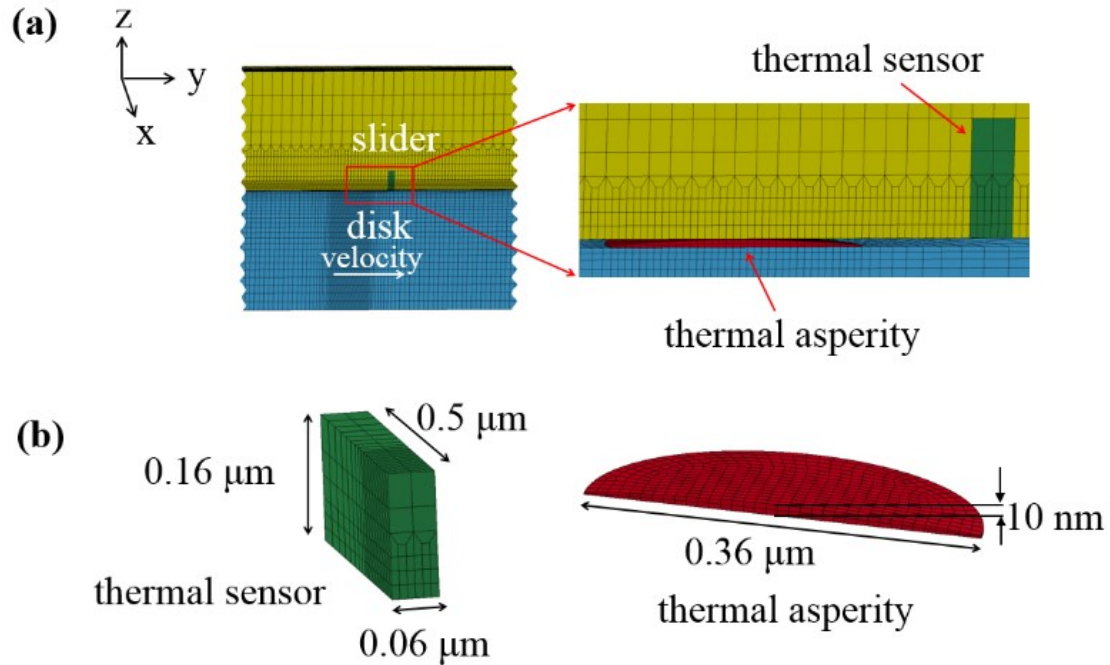 (a)
z
y
x
slider
disk
velocity
thermal sensor
thermal asperity
(b)
0.16 μm
0.5 μm
0.06 μm
thermal sensor
10 nm
0.36 μm
thermal asperity